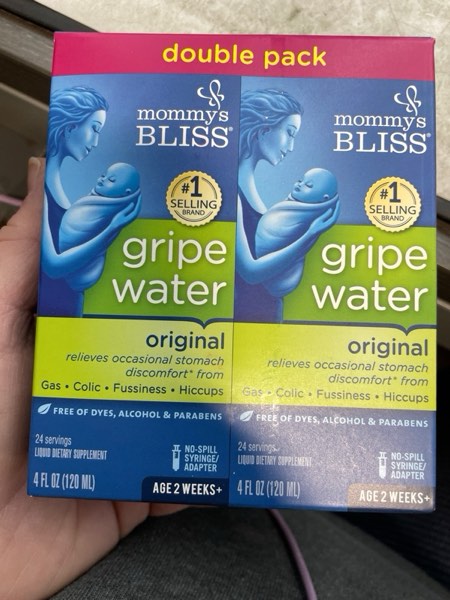 double pack
mommy's
BLISS®
#1
SELLING
BRAND
gripe
water
original
relieves occasional stomach
discomfort* from
Gas • Colic • Fussiness • Hiccups
FREE OF DYES, ALCOHOL & PARABENS
24 servings
LIQUID DIETARY SUPPLEMENT
4 FL OZ (120 ML)
NO-SPILL
SYRINGE/
ADAPTER
AGE 2 WEEKS+
mommy's
BLISS®
#1
SELLING
BRAND
gripe
water
original
relieves occasional stomach
discomfort* from
Gas • Colic • Fussiness • Hiccups
FREE OF DYES, ALCOHOL & PARABENS
24 servings
LIQUID DIETARY SUPPLEMENT
4 FL OZ (120 ML)
NO-SPILL
SYRINGE/
ADAPTER
AGE 2 WEEKS+